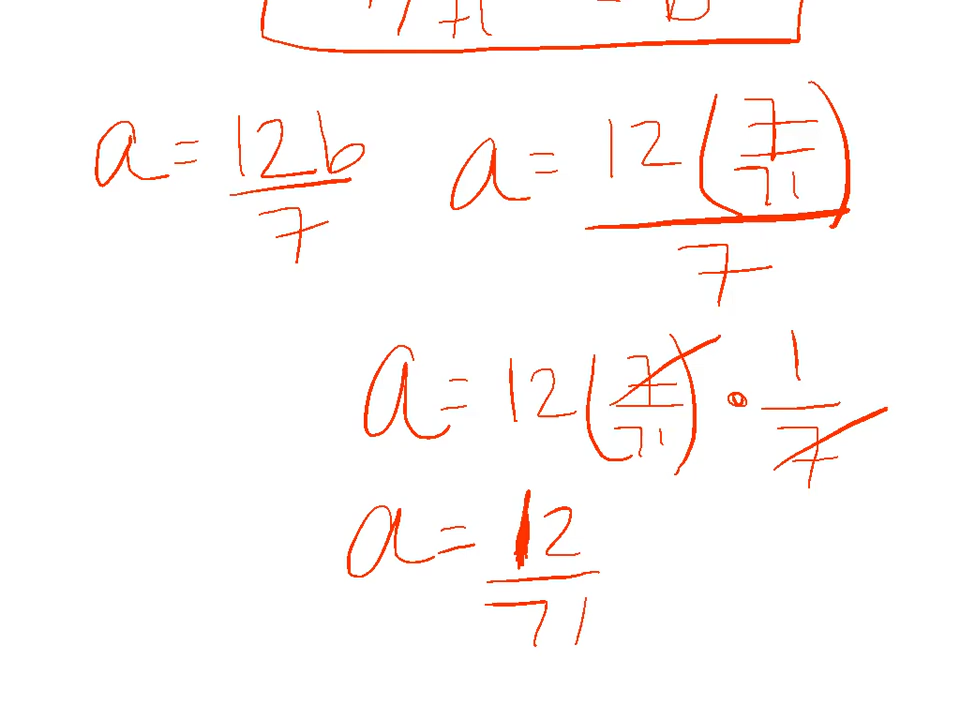 a = 12b/7 a = 12(7/71)/7
a = 12(7/71) • 1/7
a = 12/71